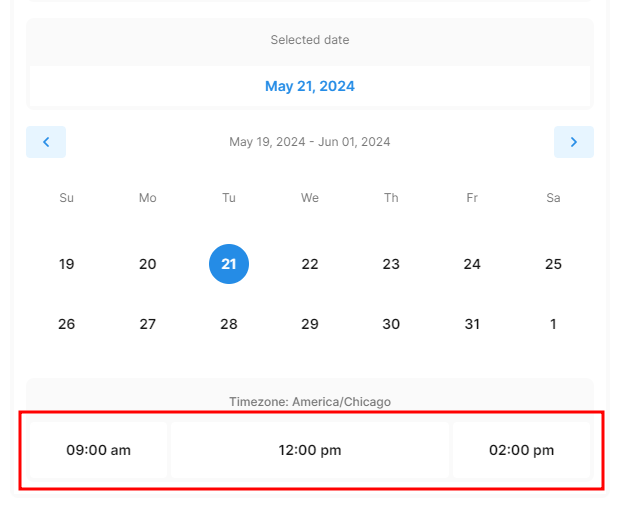 Selected date
May 21, 2024
May 19, 2024 - Jun 01, 2024
Su Mo Tu We Th Fr Sa
19 20 21 22 23 24 25
26 27 28 29 30 31 1
Timezone: America/Chicago
09:00 am 12:00 pm 02:00 pm